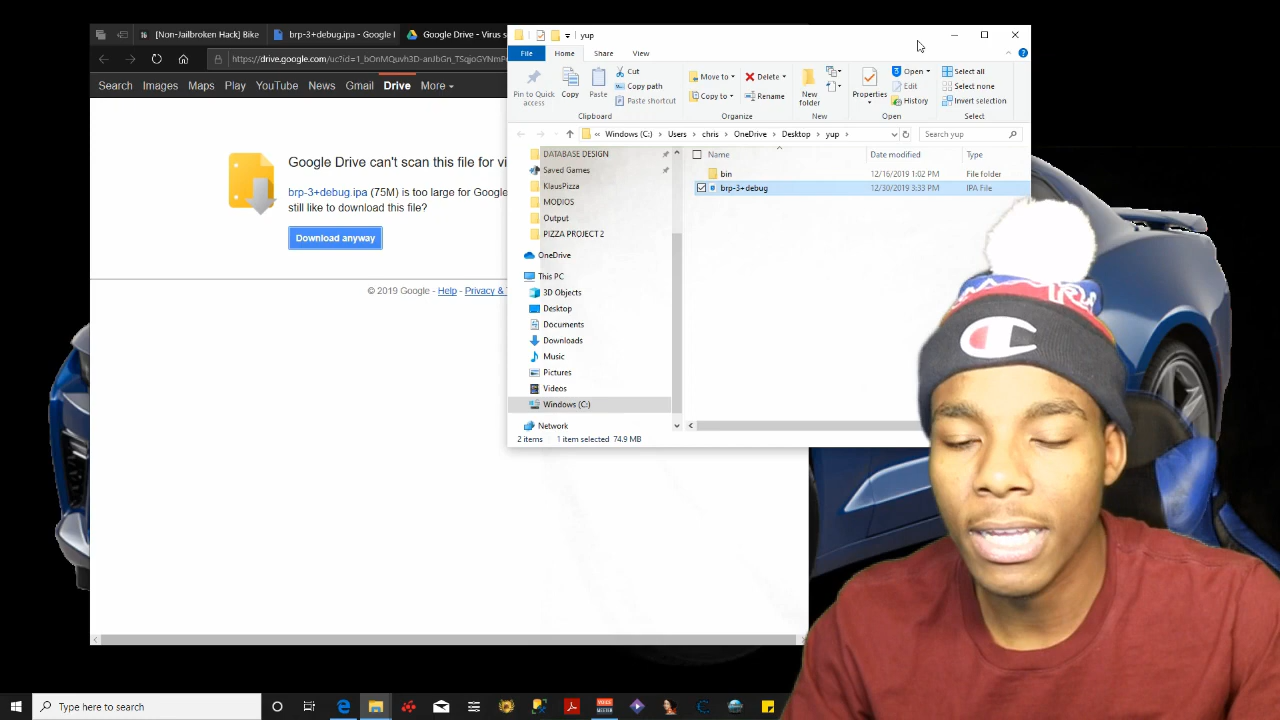 [Non-Jailbroken Hack] Bike
brp-3+debug.ipa - Google
Google Drive - Virus s
https://drive.google.com/uc?id=1_bOnMQuvh3D-
Search Images Maps Play YouTube News Gmail Drive More
Google Drive can't scan this file for vi
brp-3+debug.ipa (75M) is too large for Google
still like to download this file?
Download anyway
© 2019 Google - Help - Privacy &
yup
File Home Share View
Pin to Quick access
Copy
Paste
Cut
Copy path
Paste shortcut
Clipboard
Move to
Copy to
Delete
Rename
Organize
New folder
New
Properties
Open
Edit
History
Open
Select all
Select none
Invert selection
Select
« Windows (C:) › Users › chris › OneDrive › Desktop › yup ›
Search yup
DATABASE DESIGN
Saved Games
KlausPizza
MODIOS
Output
PIZZA PROJECT 2
OneDrive
This PC
3D Objects
Desktop
Documents
Downloads
Music
Pictures
Videos
Windows (C:)
Network
Name Date modified Type
bin 12/16/2019 1:02 PM File folder
brp-3+debug 12/30/2019 3:33 PM IPA File
2 items 1 item selected 74.9 MB
C
Type here to search
VOICE
MEETER